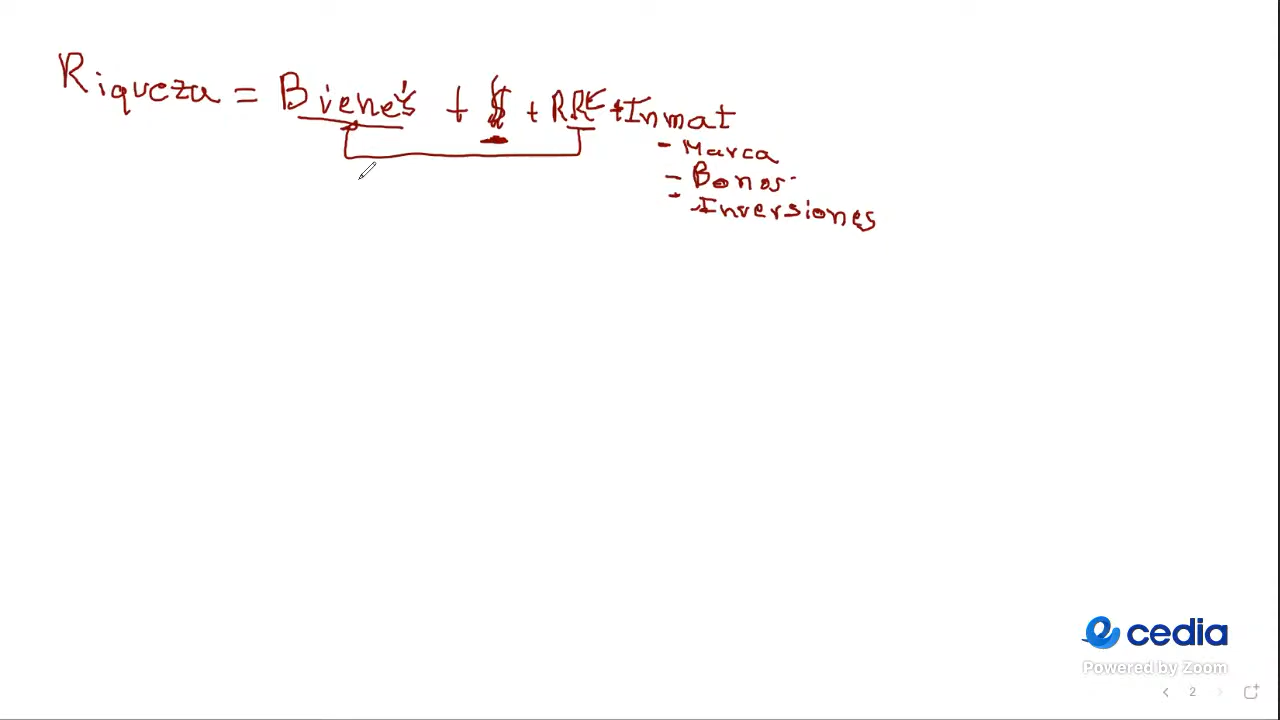 Riqueza = Bienes + $ + RRE + Inmat
- Marca
- Bonos
- Inversiones
cedia
Powered by Zoom
2